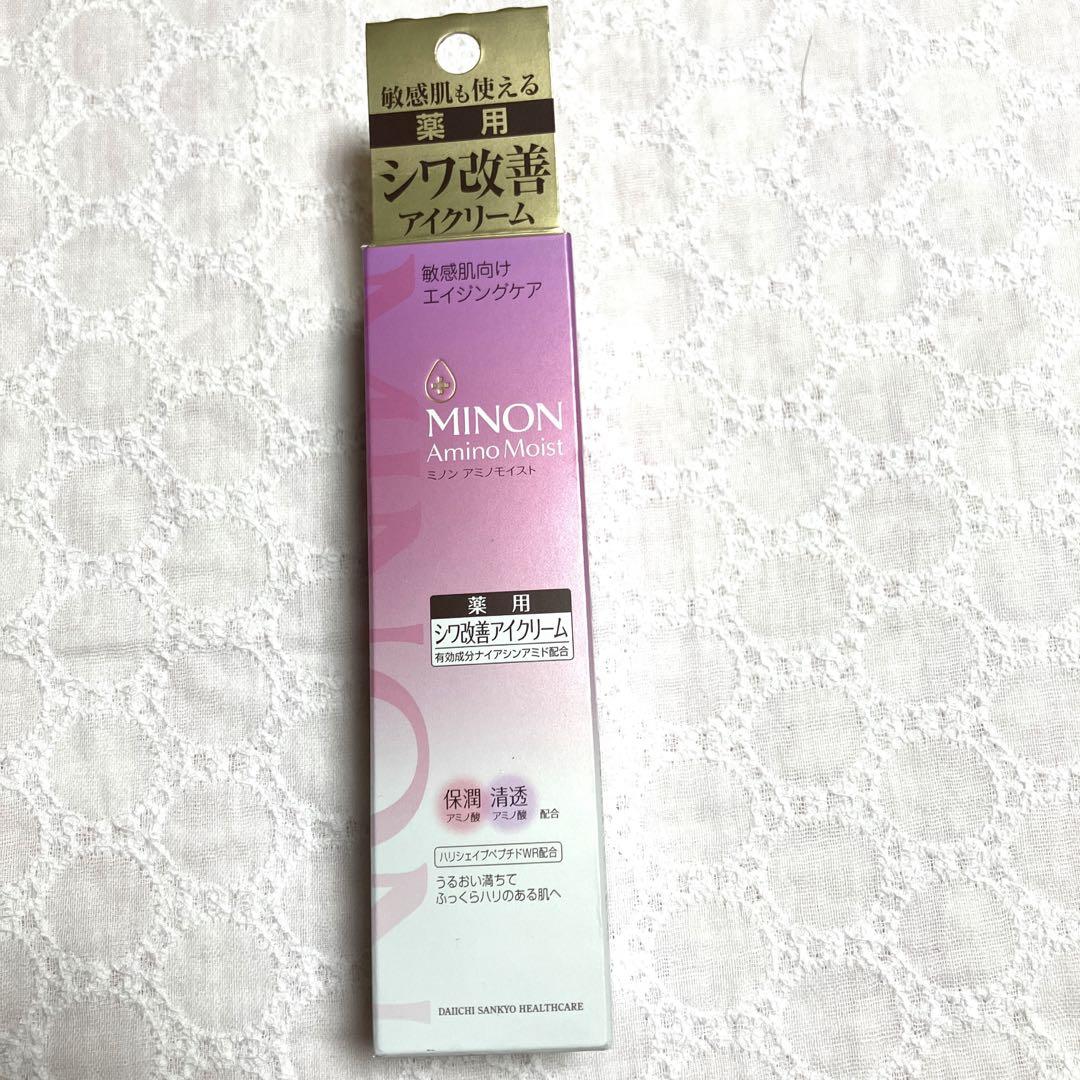 敏感肌も使える
薬用
シワ改善
アイクリーム
敏感肌向け
エイジングケア
MINON
Amino Moist
ミノン アミノモイスト
薬用
シワ改善アイクリーム
有効成分ナイアシンアミド配合
保潤 清透
アミノ酸 アミノ酸 配合
ハリシェイプペプチドWR配合
うるおい満ちて
ふっくらハリのある肌へ
DAIICHI SANKYO HEALTHCARE
MINON